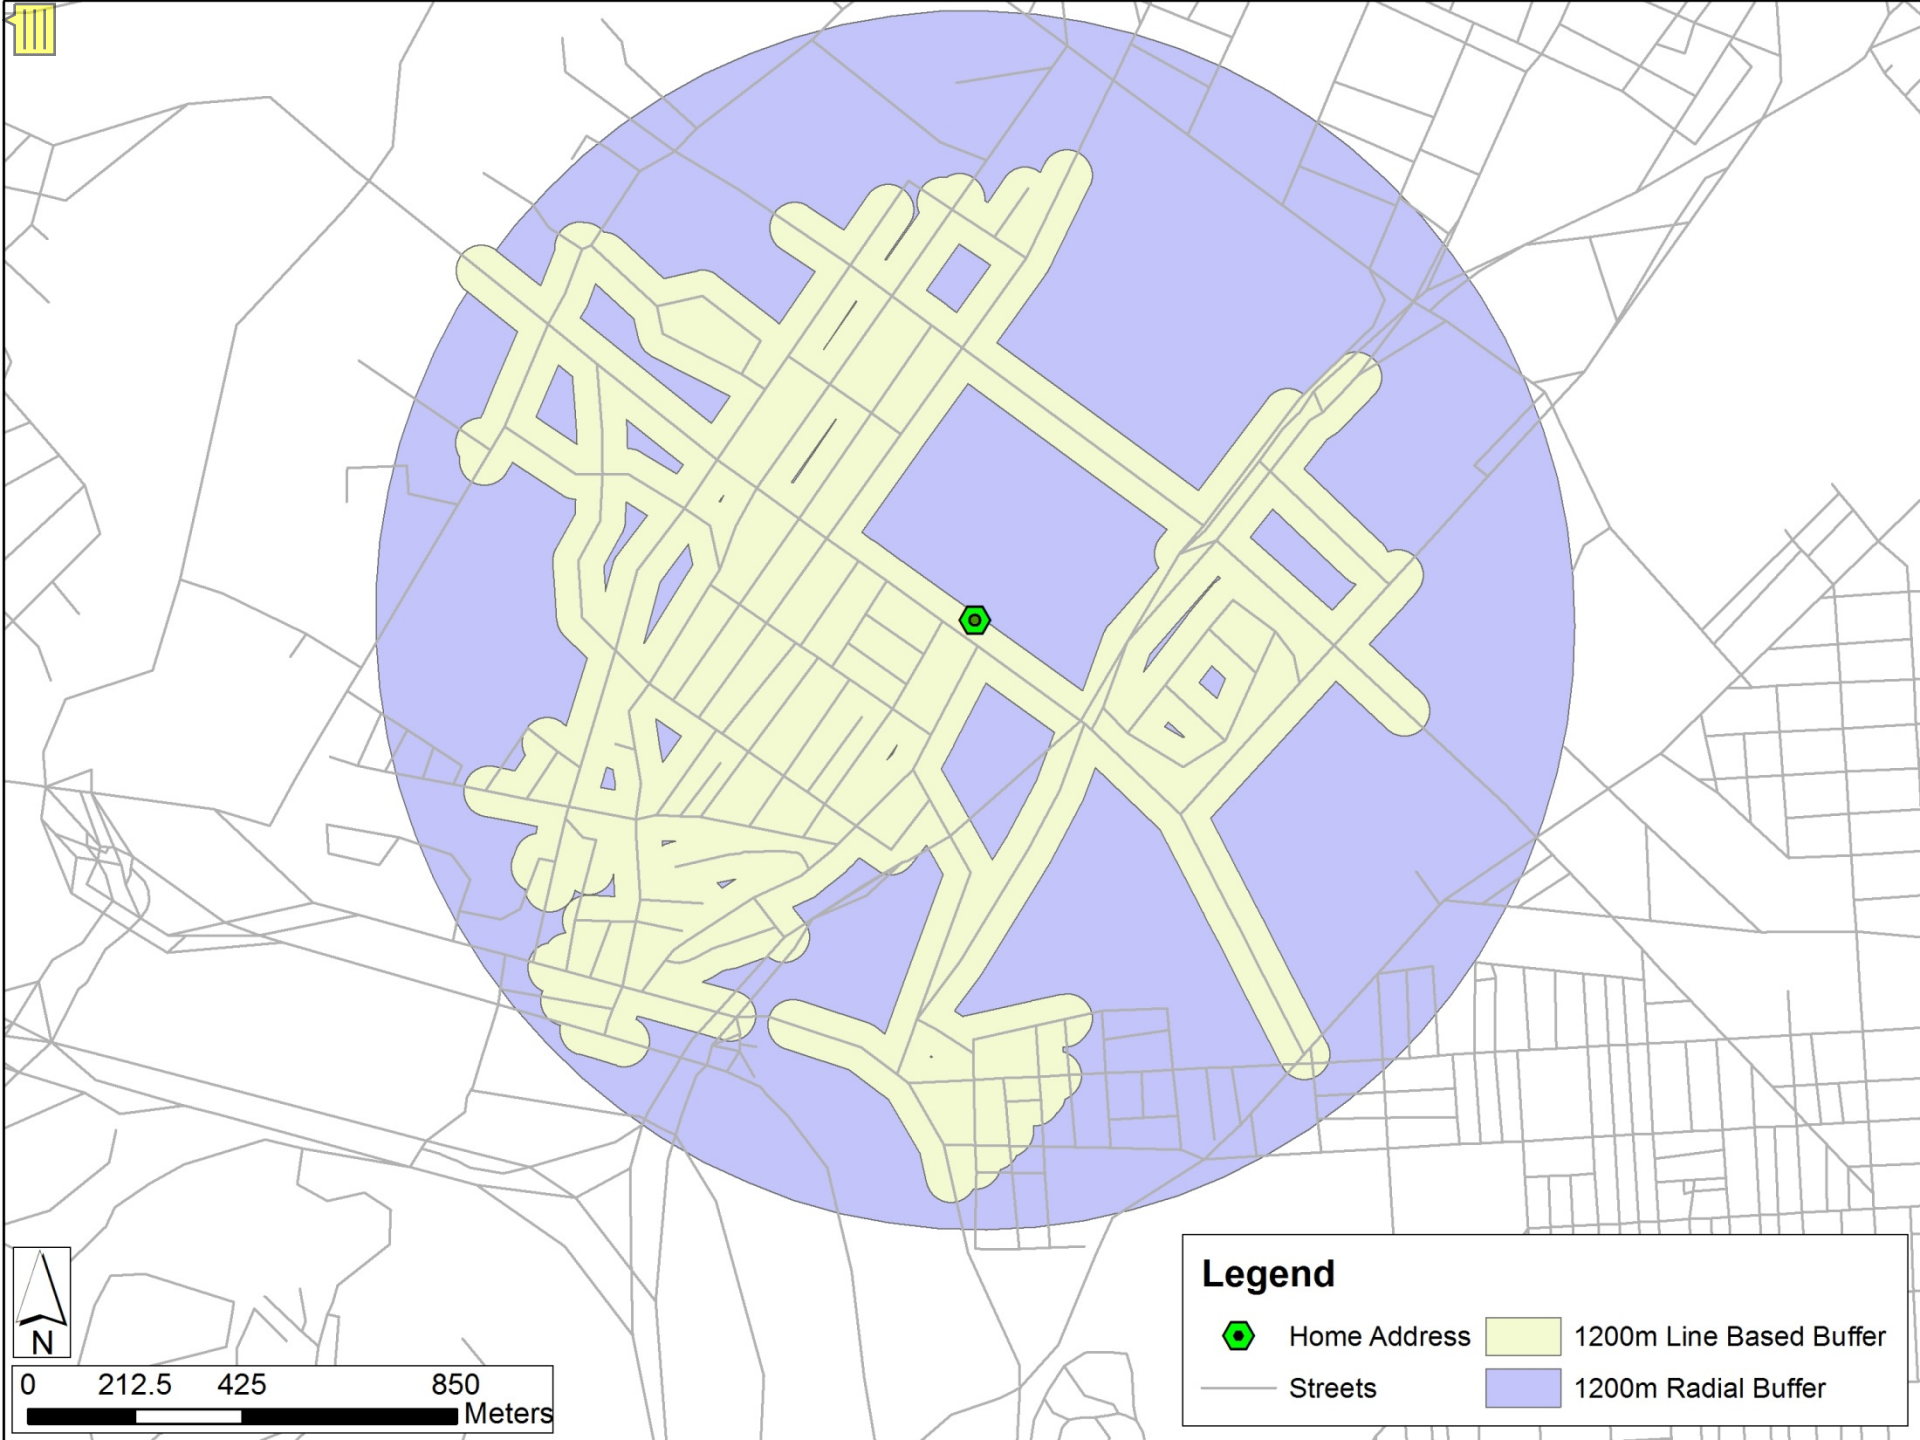 N
0 212.5 425 850
Meters
Legend
Home Address 1200m Line Based Buffer
Streets 1200m Radial Buffer